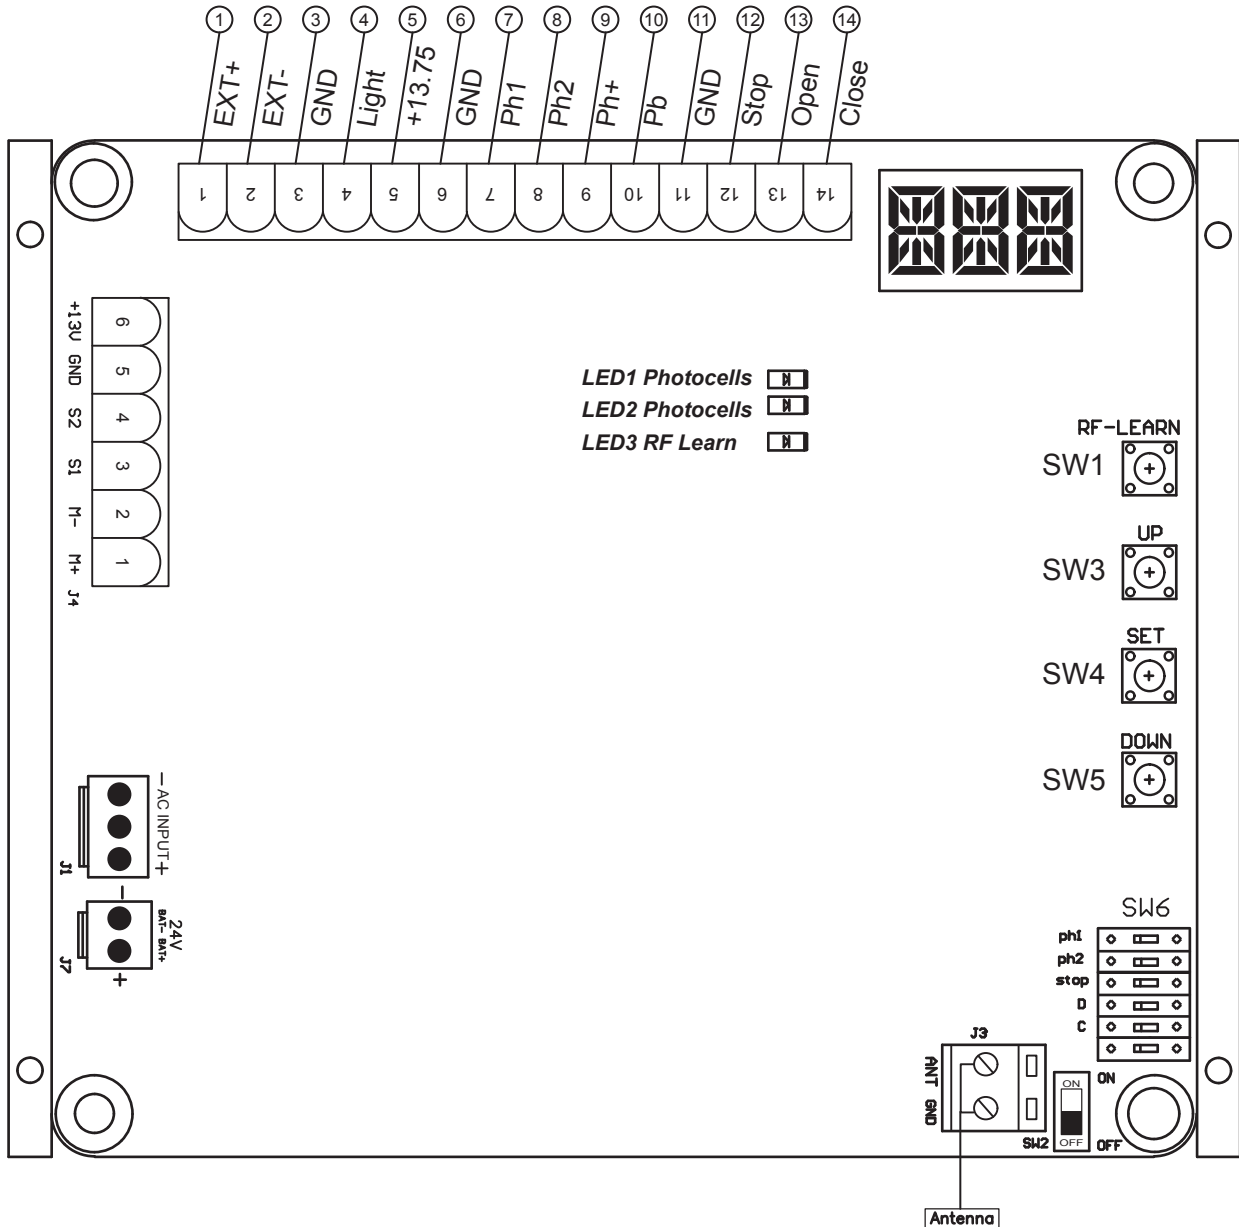 1 2 3 4 5 6 7 8 9 10 11 12 13 14
EXT+ EXT- GND Light +13.75 GND Ph1 Ph2 Ph+ Pb GND Stop Open Close
1 2 3 4 5 6 7 8 9 10 11 12 13 14
+13V 6
GND 5
S2 4
S1 3
M- 2
M+ 1
J4
LED1 Photocells
LED2 Photocells
LED3 RF Learn
RF-LEARN
SW1
UP
SW3
SET
SW4
DOWN
SW5
- AC INPUT +
J1
-
24V
BAT- BAT+
J7
+
SW6
ph1
ph2
stop
D
C
J3
ANT
GND
ON
ON
SW2
OFF
OFF
Antenna